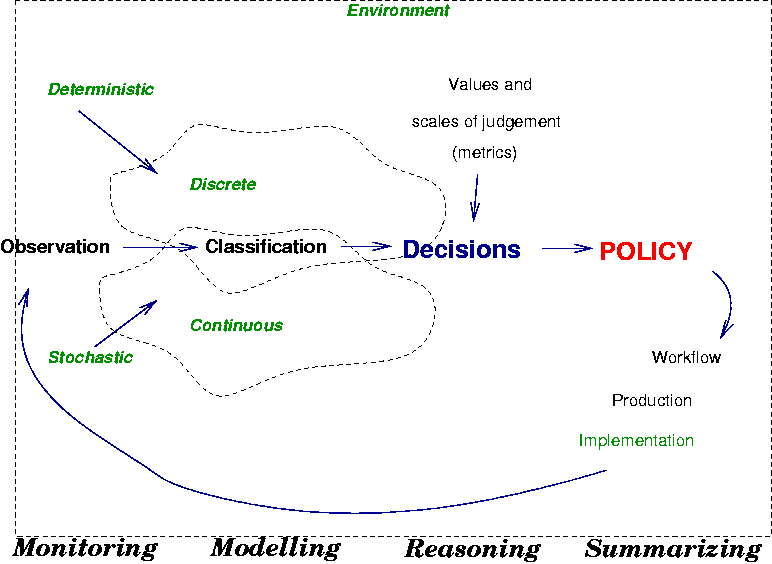 Environment
Deterministic
Values and
scales of judgement
(metrics)
Discrete
Observation
Classification
Decisions
POLICY
Continuous
Stochastic
Workflow
Production
Implementation
Monitoring
Modelling
Reasoning
Summarizing